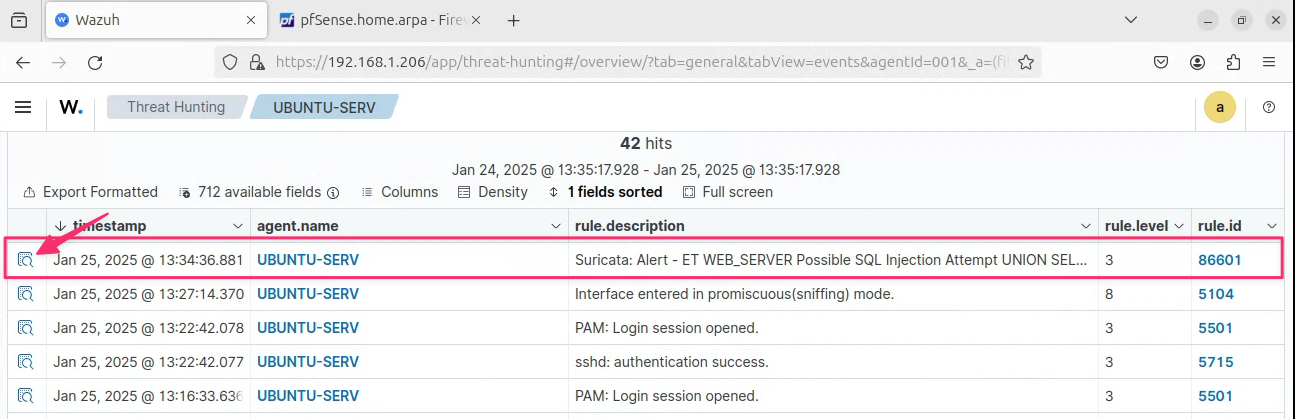 Wazuh
pfSense.home.arpa - Firew
https://192.168.1.206/app/threat-hunting#/overview/?tab=general&tabView=events&agentId=001&_a=(fil
W. Threat Hunting UBUNTU-SERV a
42 hits
Jan 24, 2025 @ 13:35:17.928 - Jan 25, 2025 @ 13:35:17.928
Export Formatted 712 available fields Columns Density 1 fields sorted Full screen
timestamp agent.name rule.description rule.level rule.id
Jan 25, 2025 @ 13:34:36.881 UBUNTU-SERV Suricata: Alert - ET WEB_SERVER Possible SQL Injection Attempt UNION SEL... 3 86601
Jan 25, 2025 @ 13:27:14.370 UBUNTU-SERV Interface entered in promiscuous(sniffing) mode. 8 5104
Jan 25, 2025 @ 13:22:42.078 UBUNTU-SERV PAM: Login session opened. 3 5501
Jan 25, 2025 @ 13:22:42.077 UBUNTU-SERV sshd: authentication success. 3 5715
Jan 25, 2025 @ 13:16:33.636 UBUNTU-SERV PAM: Login session opened. 3 5501